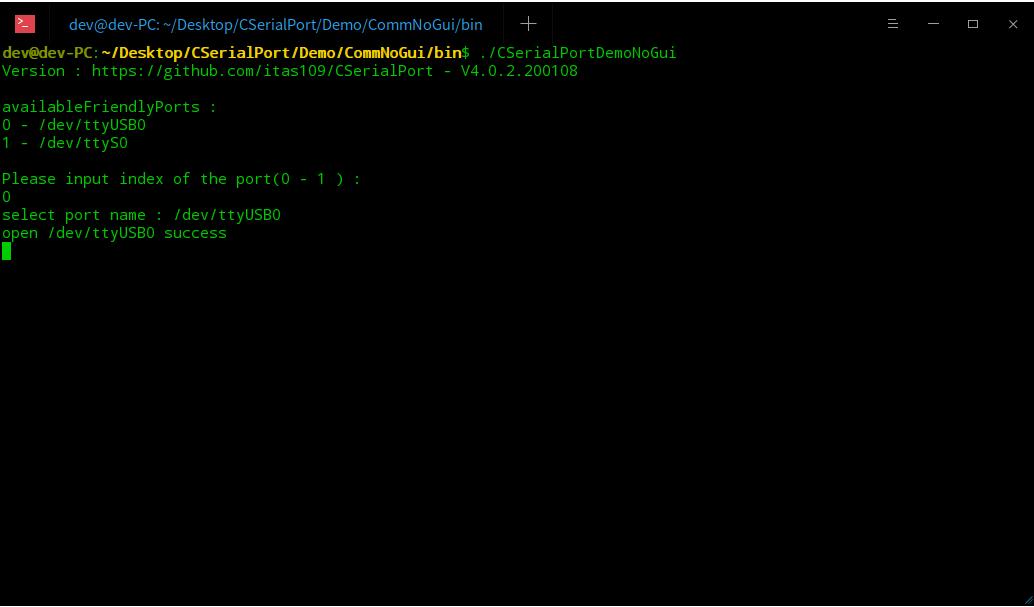 >_ dev@dev-PC: ~/Desktop/CSerialPort/Demo/CommNoGui/bin
dev@dev-PC:~/Desktop/CSerialPort/Demo/CommNoGui/bin$ ./CSerialPortDemoNoGui
Version : https://github.com/itas109/CSerialPort - V4.0.2.200108
availableFriendlyPorts :
0 - /dev/ttyUSB0
1 - /dev/ttyS0
Please input index of the port(0 - 1 ) :
0
select port name : /dev/ttyUSB0
open /dev/ttyUSB0 success